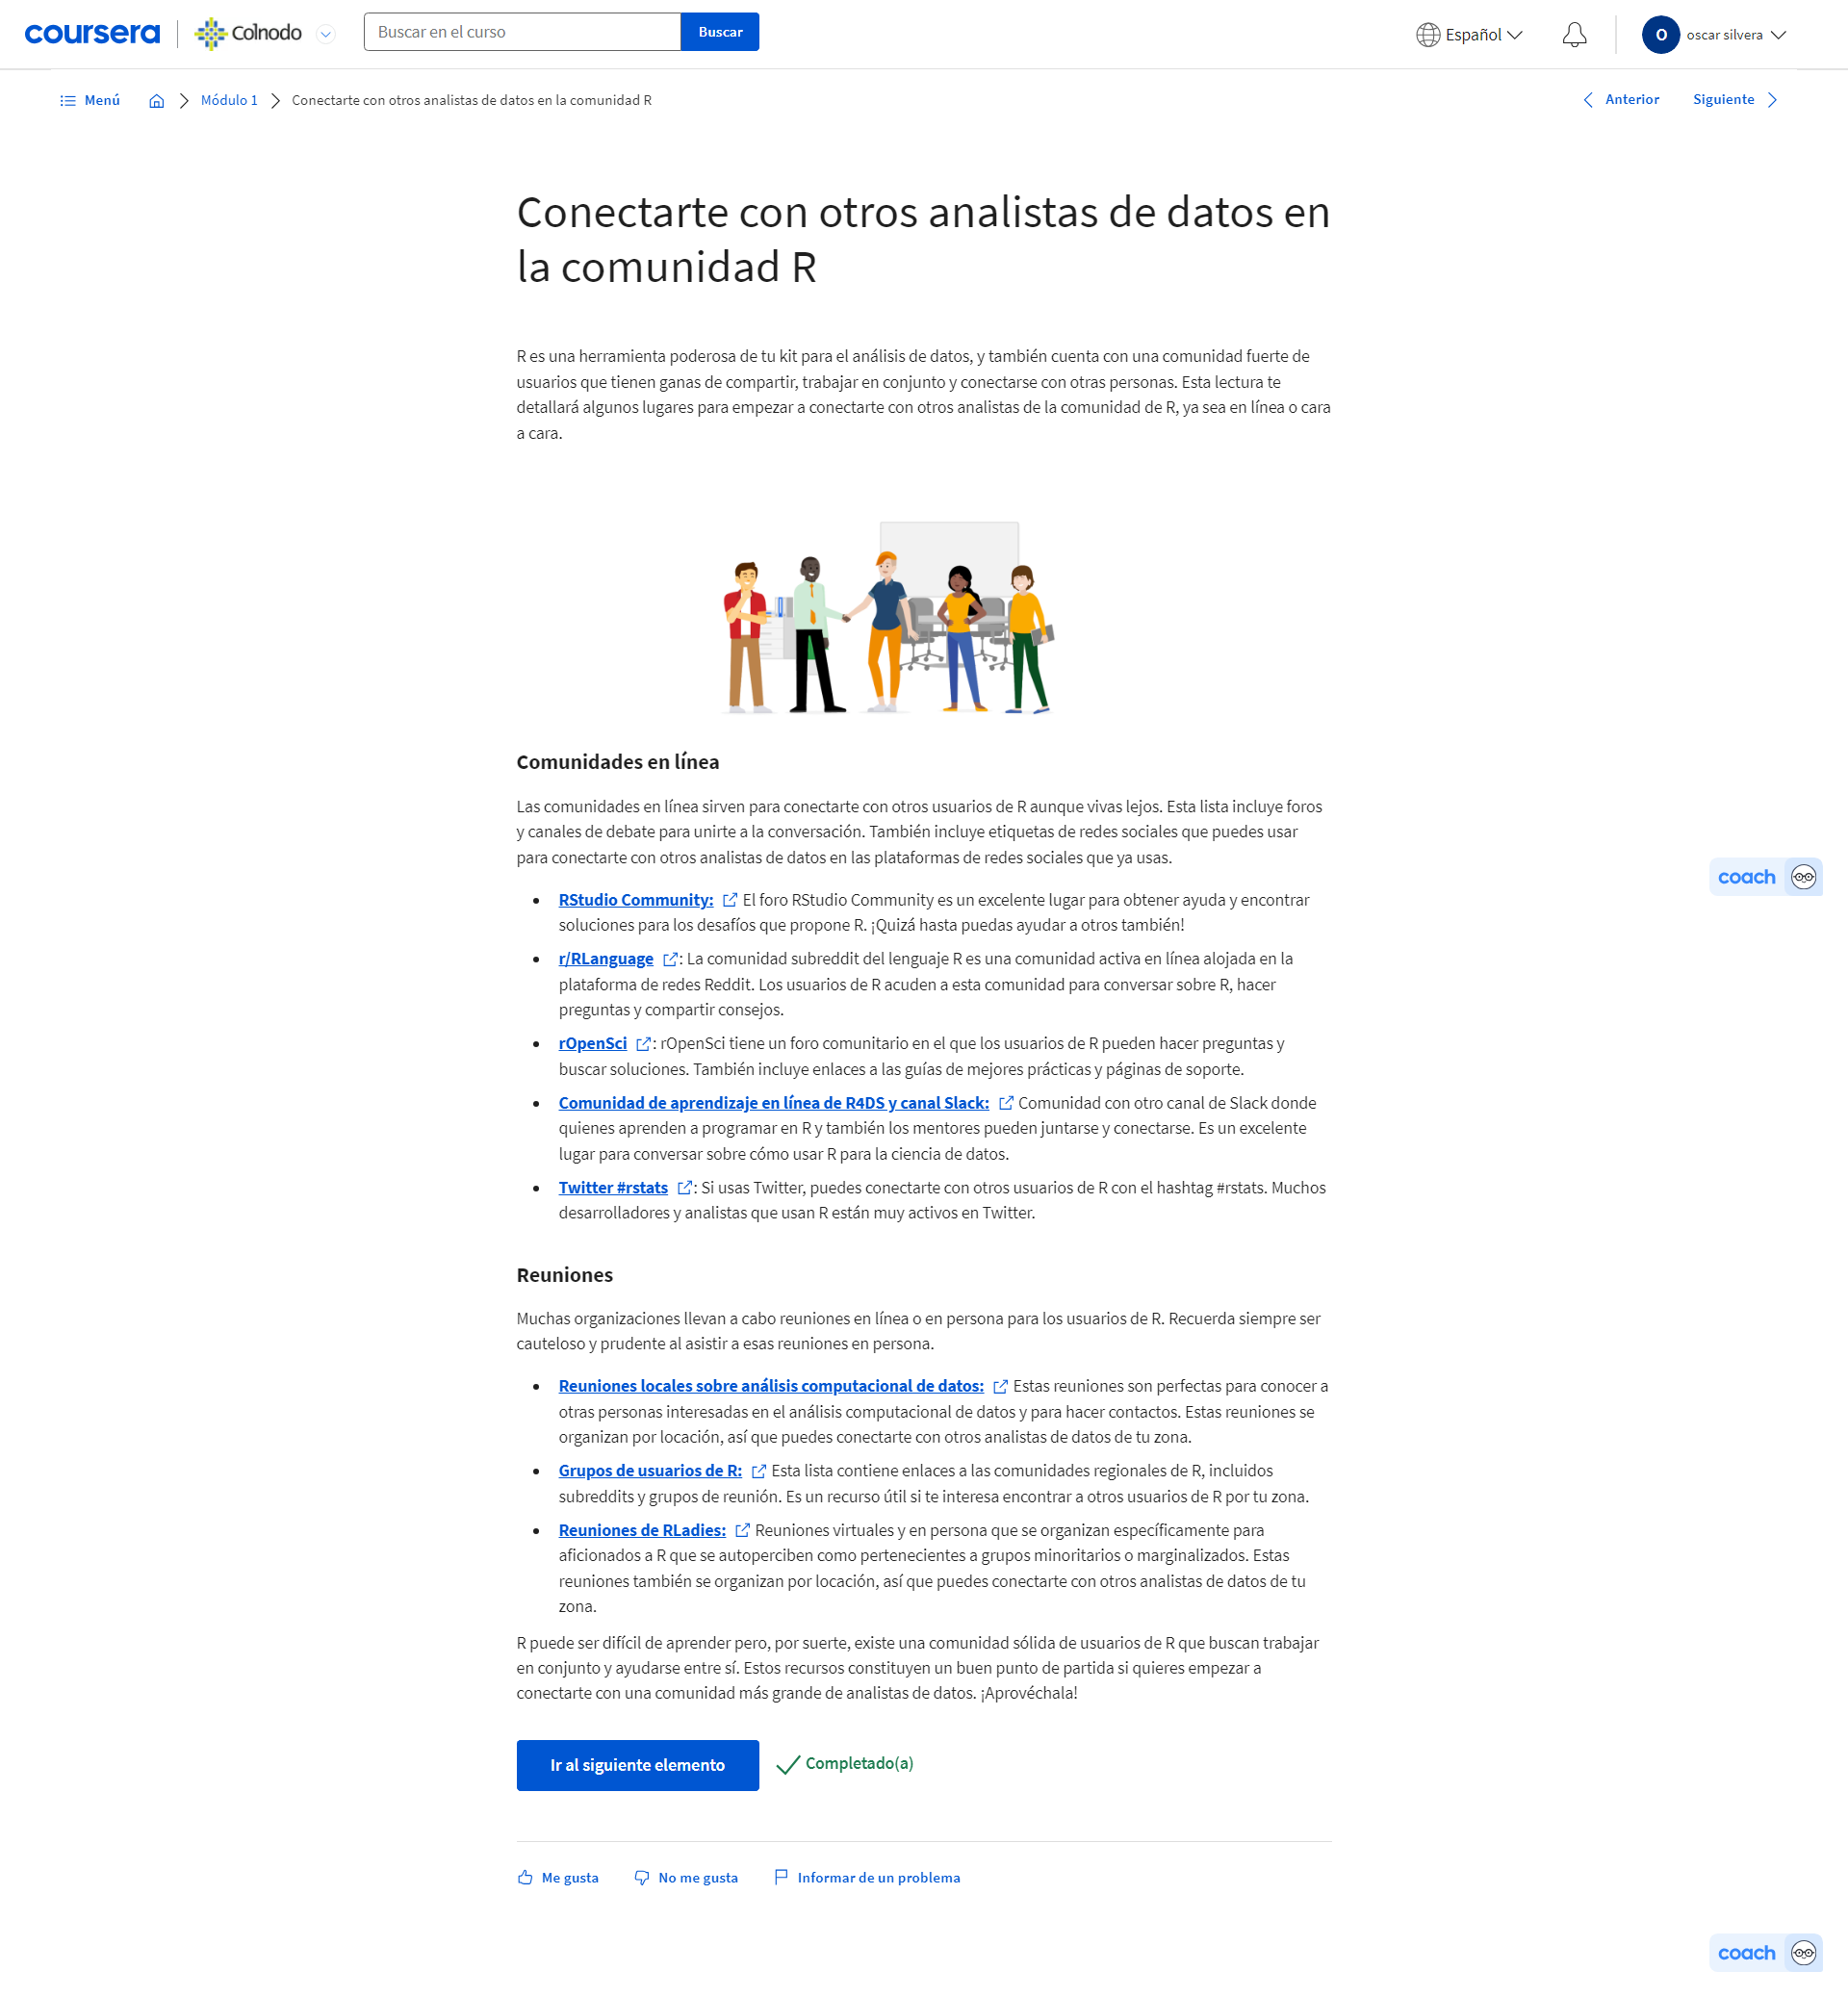 coursera
Colnodo
Buscar en el curso
Buscar
Español
O
oscar silvera
Menú
Módulo 1
Conectarte con otros analistas de datos en la comunidad R
Anterior
Siguiente
Conectarte con otros analistas de datos en
la comunidad R
R es una herramienta poderosa de tu kit para el análisis de datos, y también cuenta con una comunidad fuerte de
usuarios que tienen ganas de compartir, trabajar en conjunto y conectarse con otras personas. Esta lectura te
detallará algunos lugares para empezar a conectarte con otros analistas de la comunidad de R, ya sea en línea o cara
a cara.
Comunidades en línea
Las comunidades en línea sirven para conectarte con otros usuarios de R aunque vivas lejos. Esta lista incluye foros
y canales de debate para unirte a la conversación. También incluye etiquetas de redes sociales que puedes usar
para conectarte con otros analistas de datos en las plataformas de redes sociales que ya usas.
coach
RStudio Community: El foro RStudio Community es un excelente lugar para obtener ayuda y encontrar
soluciones para los desafíos que propone R. ¡Quizá hasta puedas ayudar a otros también!
r/RLanguage : La comunidad subreddit del lenguaje R es una comunidad activa en línea alojada en la
plataforma de redes Reddit. Los usuarios de R acuden a esta comunidad para conversar sobre R, hacer
preguntas y compartir consejos.
rOpenSci : rOpenSci tiene un foro comunitario en el que los usuarios de R pueden hacer preguntas y
buscar soluciones. También incluye enlaces a las guías de mejores prácticas y páginas de soporte.
Comunidad de aprendizaje en línea de R4DS y canal Slack: Comunidad con otro canal de Slack donde
quienes aprenden a programar en R y también los mentores pueden juntarse y conectarse. Es un excelente
lugar para conversar sobre cómo usar R para la ciencia de datos.
Twitter #rstats : Si usas Twitter, puedes conectarte con otros usuarios de R con el hashtag #rstats. Muchos
desarrolladores y analistas que usan R están muy activos en Twitter.
Reuniones
Muchas organizaciones llevan a cabo reuniones en línea o en persona para los usuarios de R. Recuerda siempre ser
cauteloso y prudente al asistir a esas reuniones en persona.
Reuniones locales sobre análisis computacional de datos: Estas reuniones son perfectas para conocer a
otras personas interesadas en el análisis computacional de datos y para hacer contactos. Estas reuniones se
organizan por locación, así que puedes conectarte con otros analistas de datos de tu zona.
Grupos de usuarios de R: Esta lista contiene enlaces a las comunidades regionales de R, incluidos
subreddits y grupos de reunión. Es un recurso útil si te interesa encontrar a otros usuarios de R por tu zona.
Reuniones de RLadies: Reuniones virtuales y en persona que se organizan específicamente para
aficionados a R que se autoperciben como pertenecientes a grupos minoritarios o marginalizados. Estas
reuniones también se organizan por locación, así que puedes conectarte con otros analistas de datos de tu
zona.
R puede ser difícil de aprender pero, por suerte, existe una comunidad sólida de usuarios de R que buscan trabajar
en conjunto y ayudarse entre sí. Estos recursos constituyen un buen punto de partida si quieres empezar a
conectarte con una comunidad más grande de analistas de datos. ¡Aprovéchala!
Ir al siguiente elemento
Completado(a)
Me gusta
No me gusta
Informar de un problema
coach